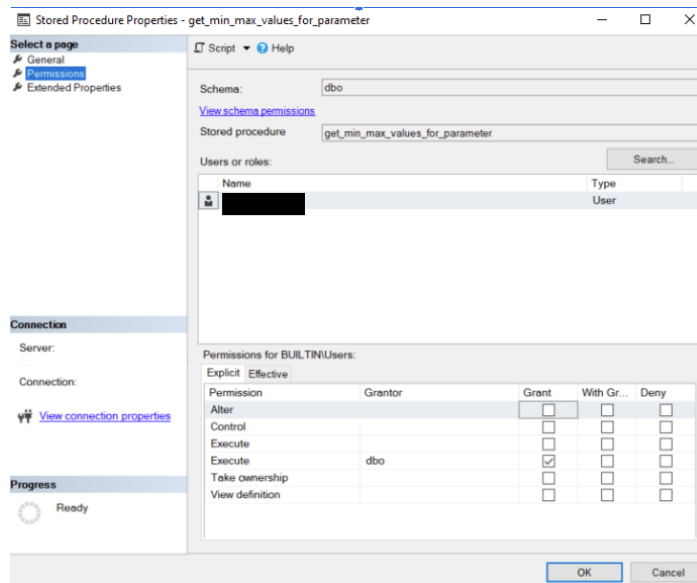 Stored Procedure Properties - get_min_max_values_for_parameter
Select a page
General
Permissions
Extended Properties
Script Help
Schema: dbo
View schema permissions
Stored procedure get_min_max_values_for_parameter
Users or roles: Search...
Name Type
User
Connection
Server:
Connection:
View connection properties
Progress
Ready
Permissions for BUILTIN\Users:
Explicit Effective
Permission Grantor Grant With Gr... Deny
Alter
Control
Execute
Execute dbo
Take ownership
View definition
OK Cancel